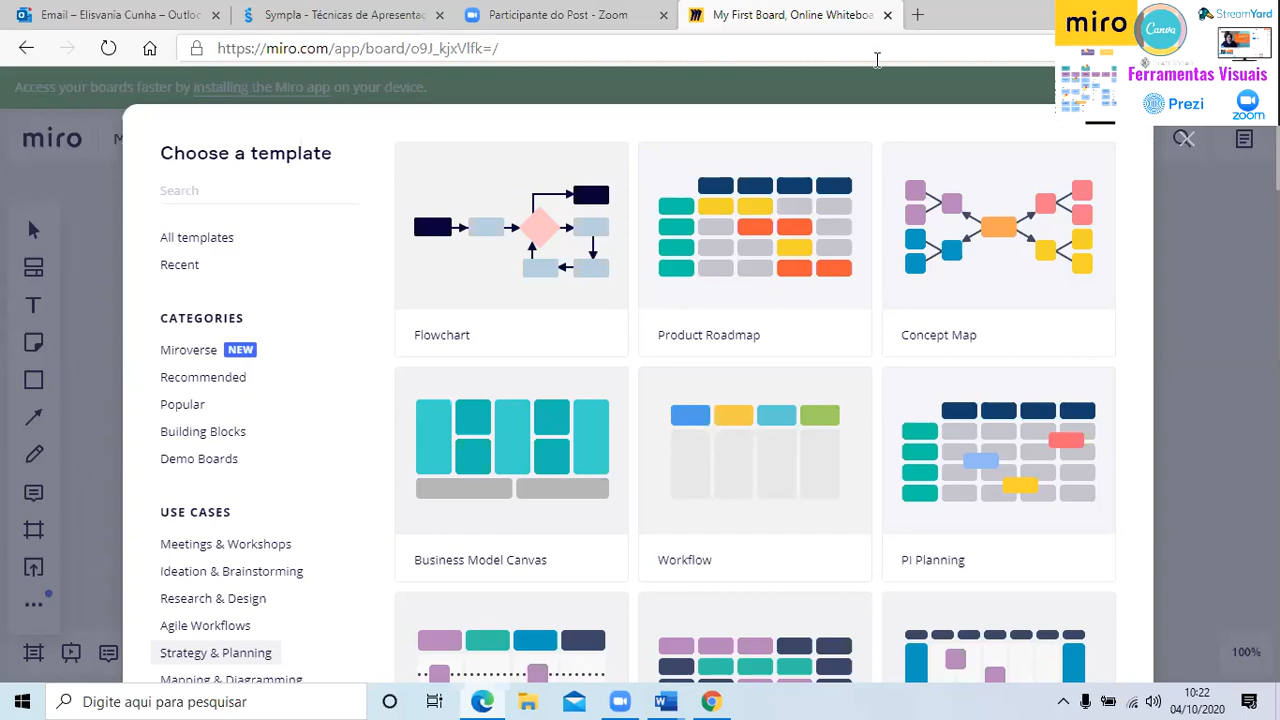 Email – Eliana Cunha – Out
Sympla - Técnicas de Apresenta
Participante do Post - Zoom
My First Board, Online Whiteboa
https://miro.com/app/board/o9J_kjxVlfk=/
miro
Canva
StreamYard
Ferramentas Visuais
Prezi
zoom
Access your boards faster by installing the Miro app on your device.
miro
M
Choose a template
Search
All templates
Recent
CATEGORIES
Miroverse NEW
Recommended
Popular
Building Blocks
Demo Boards
USE CASES
Meetings & Workshops
Ideation & Brainstorming
Research & Design
Agile Workflows
Strategy & Planning
Mapping & Diagramming
Flowchart
Product Roadmap
Concept Map
Business Model Canvas
Workflow
PI Planning
100%
Digite aqui para pesquisar
10:22
04/10/2020